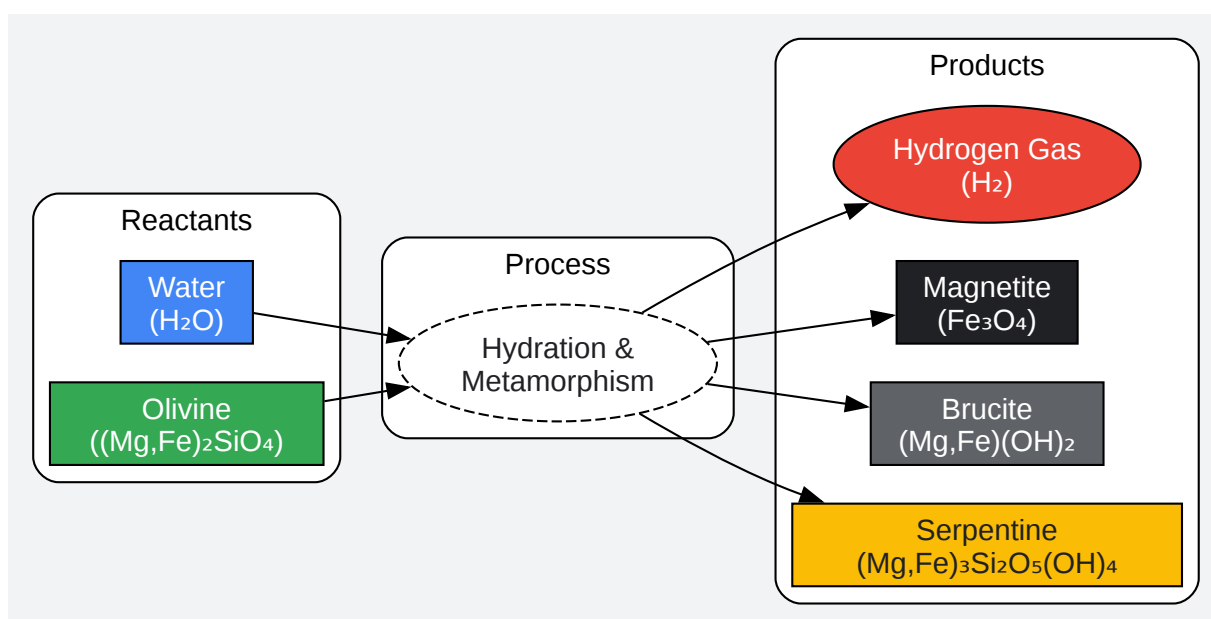 Reactants
Water
(H₂O)
Olivine
((Mg,Fe)₂SiO₄)
Process
Hydration &
Metamorphism
Products
Hydrogen Gas
(H₂)
Magnetite
(Fe₃O₄)
Brucite
(Mg,Fe)(OH)₂
Serpentine
(Mg,Fe)₃Si₂O₅(OH)₄